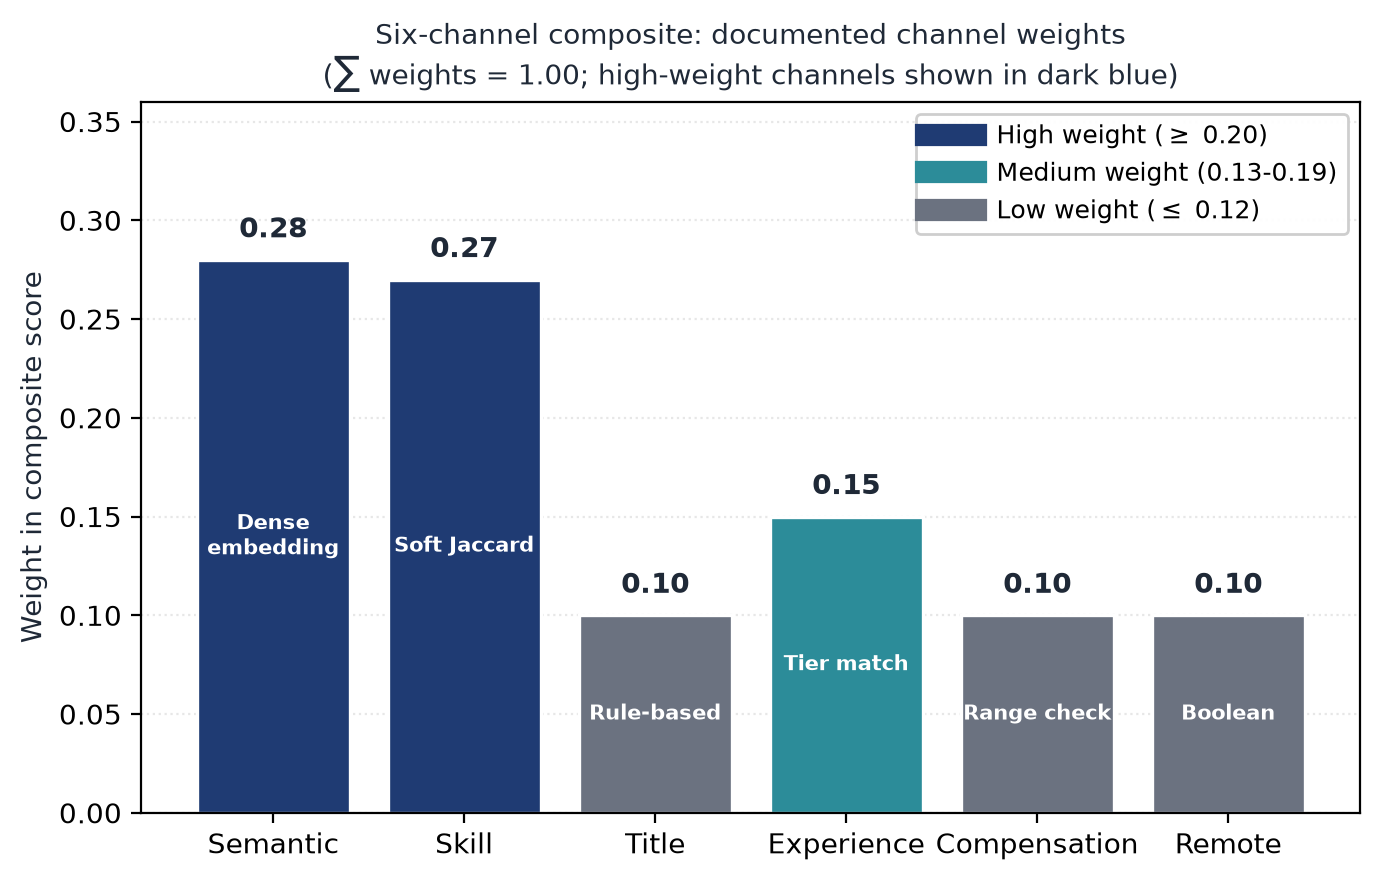 Six-channel composite: documented channel weights
(∑ weights = 1.00; high-weight channels shown in dark blue)
High weight (≥ 0.20)
Medium weight (0.13-0.19)
Low weight (≤ 0.12)
Weight in composite score
0.35
0.30
0.25
0.20
0.15
0.10
0.05
0.00
0.28
0.27
0.10
0.15
0.10
0.10
Dense
embedding
Soft Jaccard
Rule-based
Tier match
Range check
Boolean
Semantic
Skill
Title
Experience
Compensation
Remote